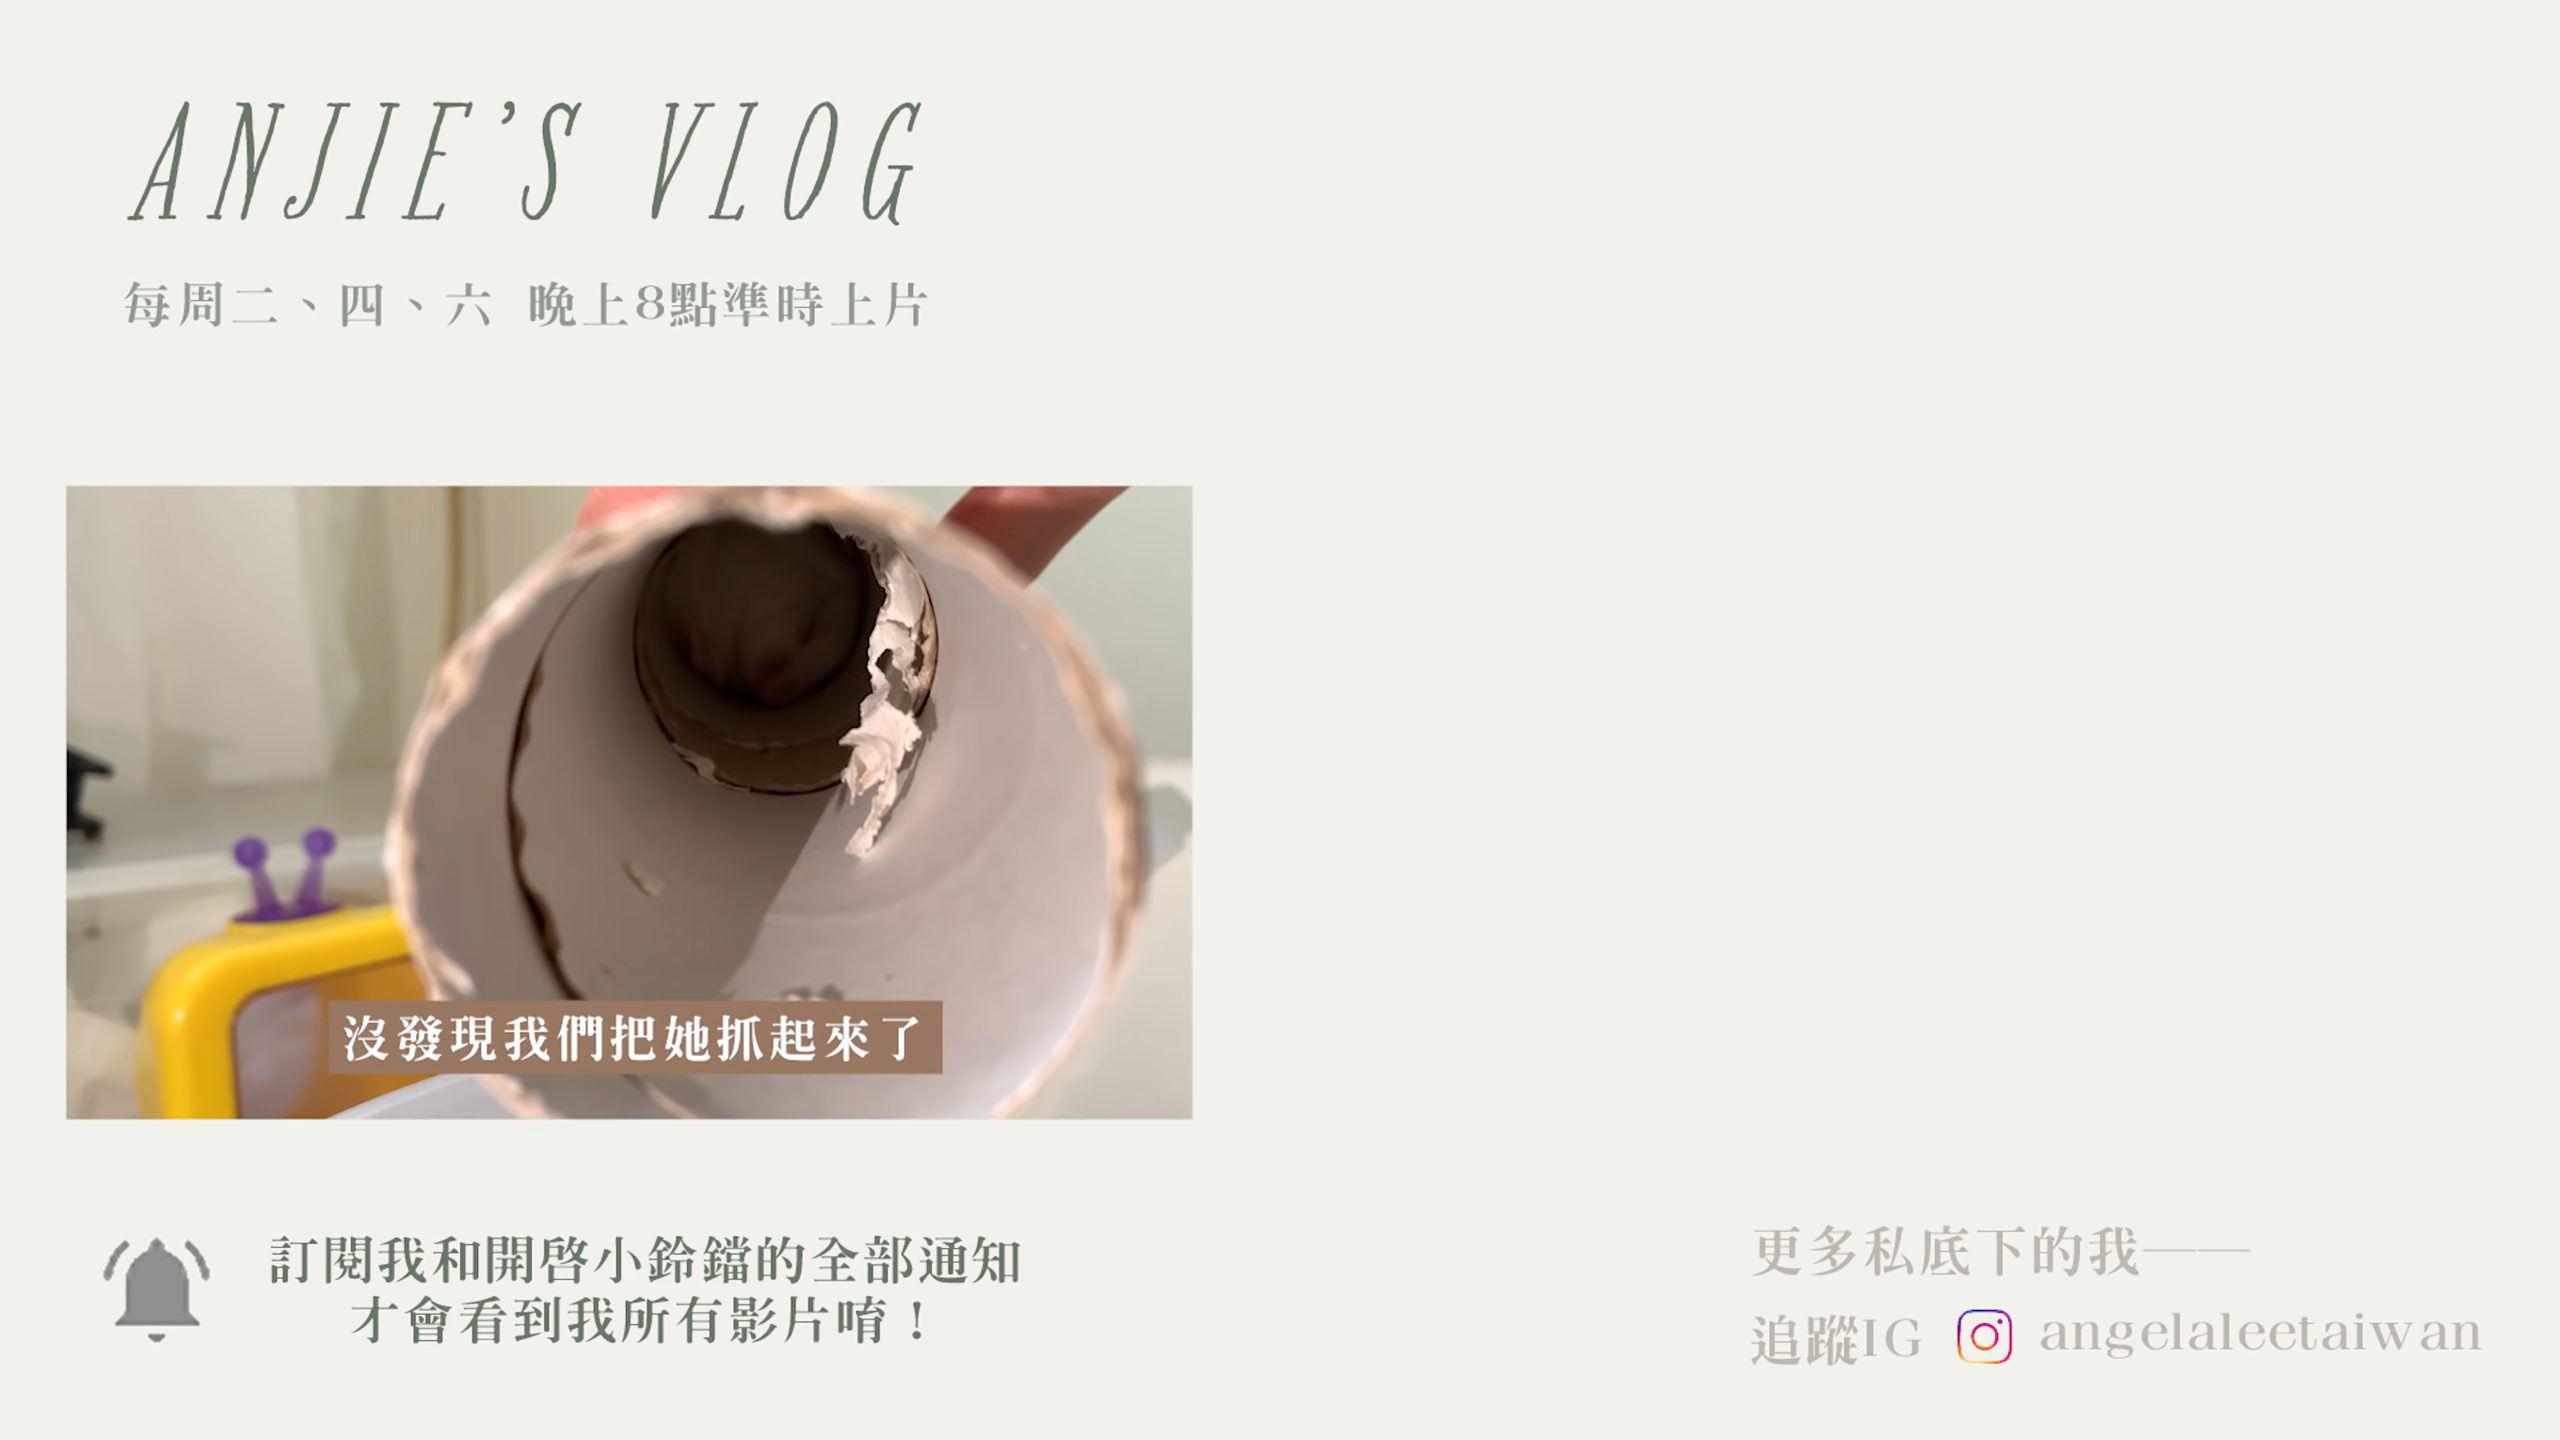 ANJIE'S VLOG
每周二、四、六 晚上8點準時上片
沒發現我們把她抓起來了
訂閱我和開啓小鈴鐺的全部通知
才會看到我所有影片唷！
更多私底下的我——
追蹤IG angelaleetaiwan